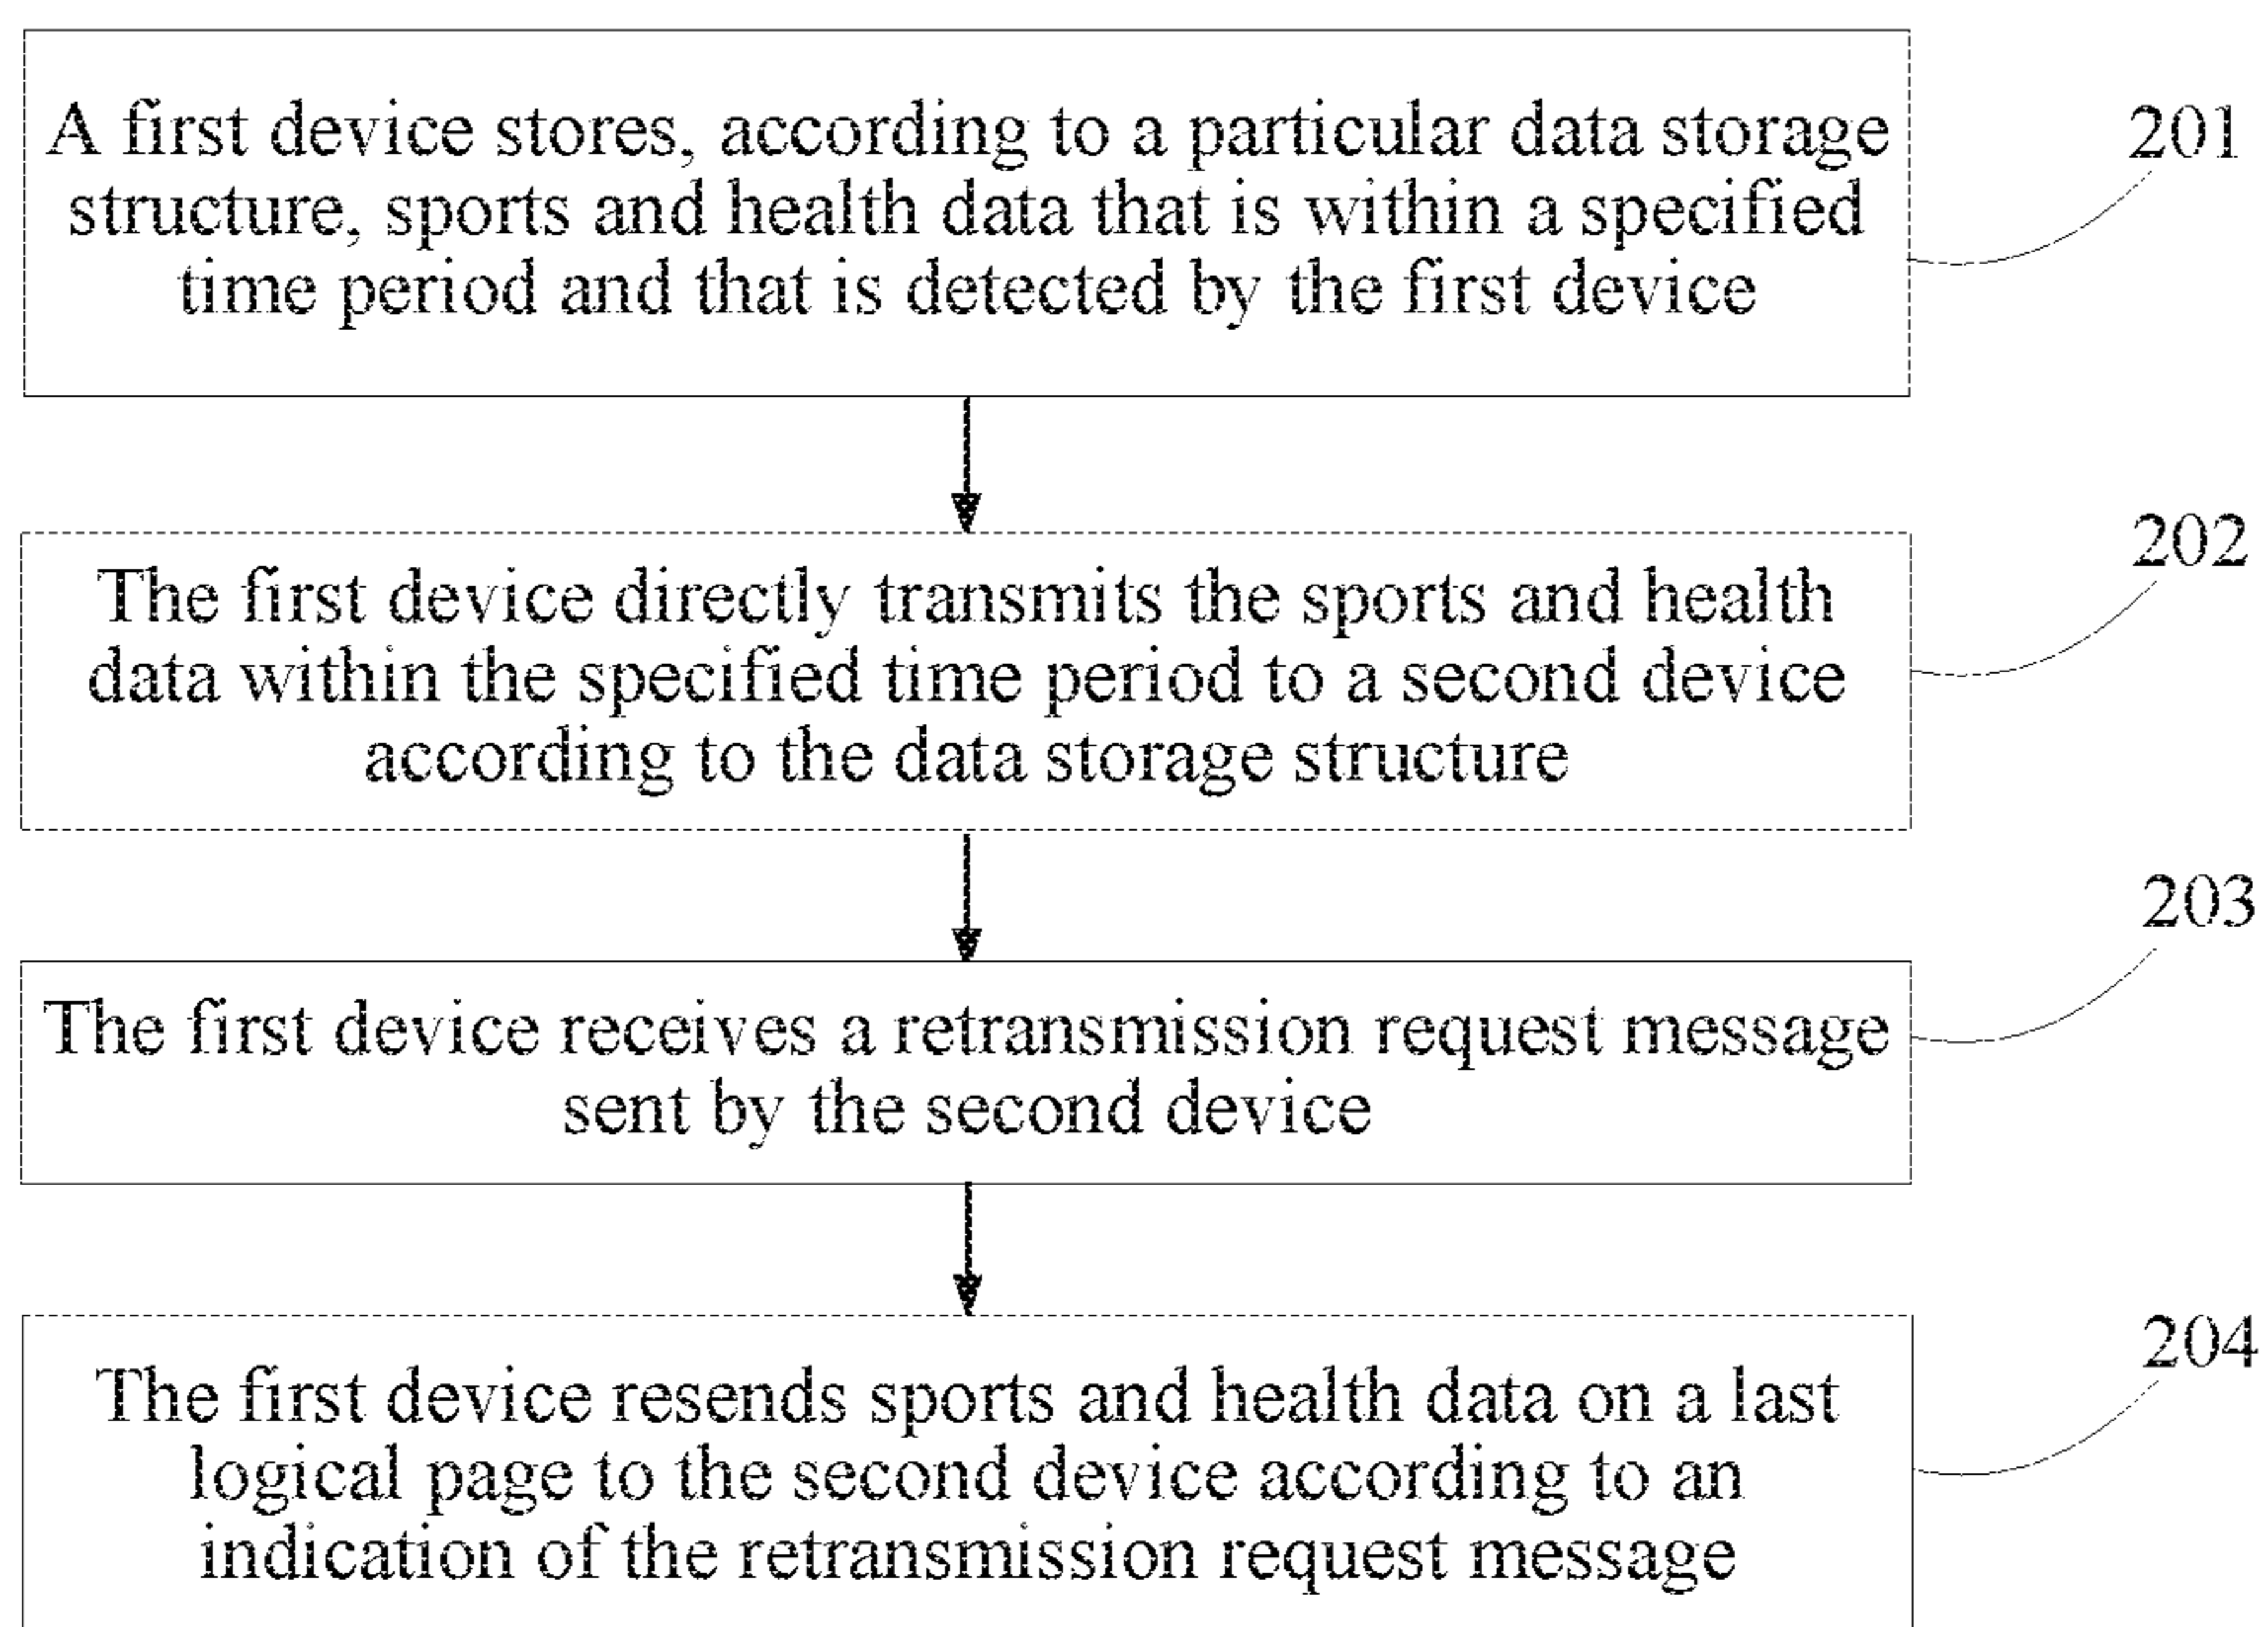 A first device stores, according to a particular data storage
structure, sports and health data that is within a specified
time period and that is detected by the first device
201
The first device directly transmits the sports and health
data within the specified time period to a second device
according to the data storage structure
202
The first device receives a retransmission request message
sent by the second device
203
The first device resends sports and health data on a last
logical page to the second device according to an
indication of the retransmission request message
204